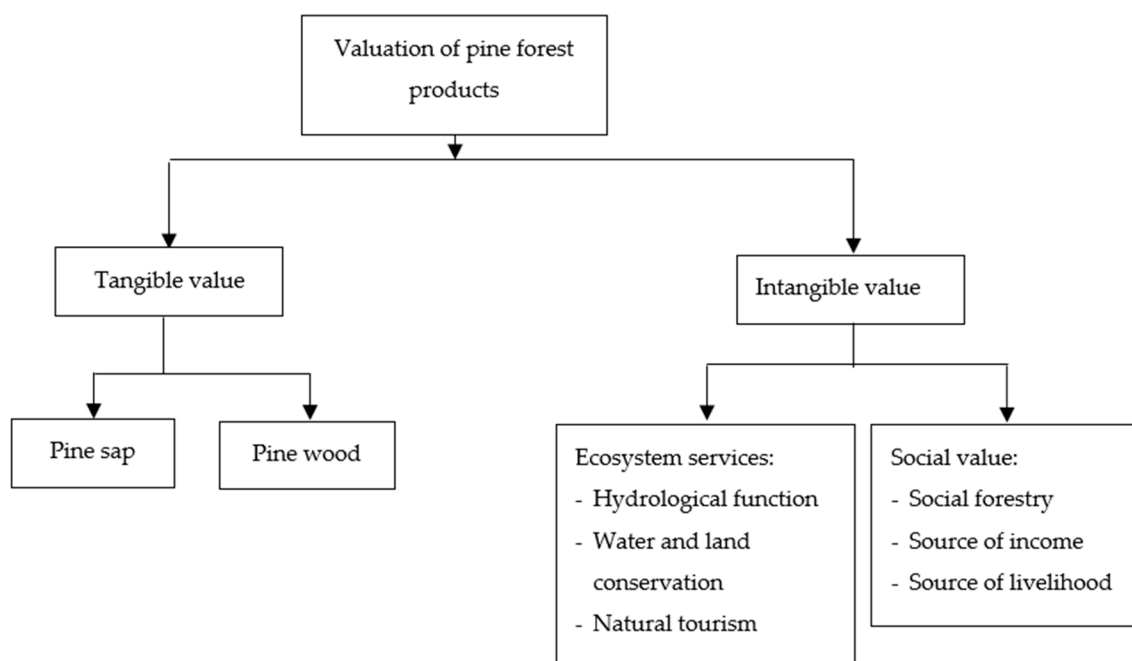 Valuation of pine forest
products
Tangible value
Intangible value
Pine sap
Pine wood
Ecosystem services:
- Hydrological function
- Water and land
conservation
- Natural tourism
Social value:
- Social forestry
- Source of income
- Source of livelihood